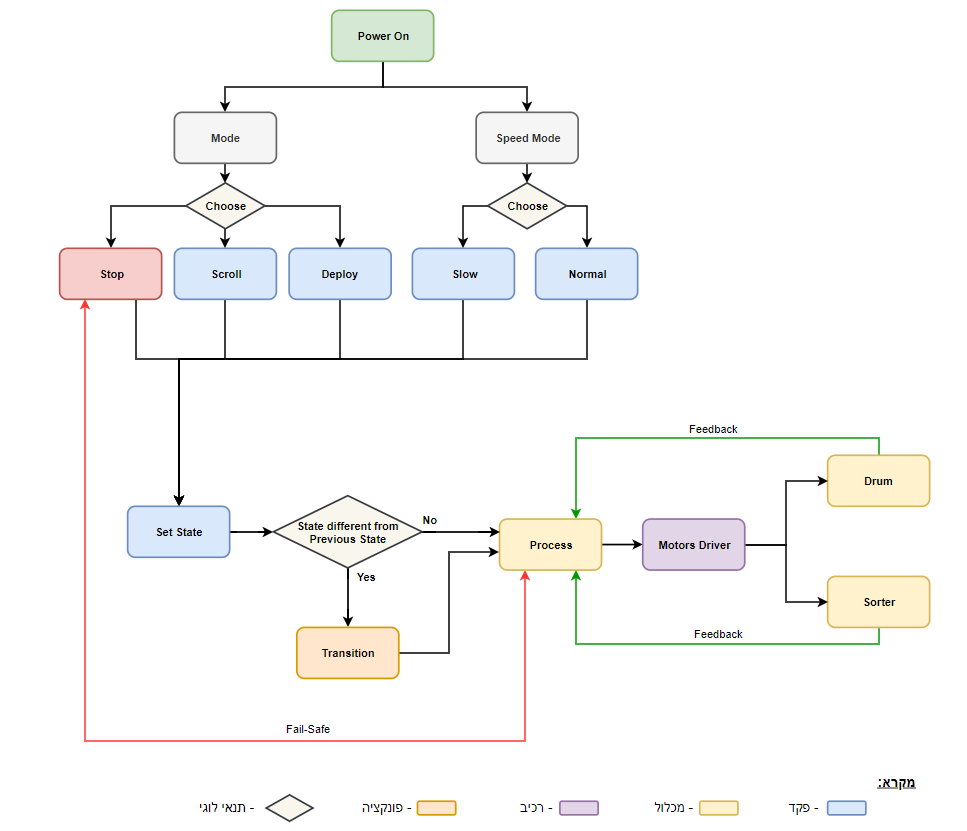 Power On
Mode
Speed Mode
Choose
Choose
Stop
Scroll
Deploy
Slow
Normal
Feedback
Drum
Set State
State different from
Previous State
No
Process
Motors Driver
Yes
Sorter
Feedback
Transition
Fail-Safe
מקרא:
- פקד
- מכלול
- רכיב
- פונקציה
- תנאי לוגי